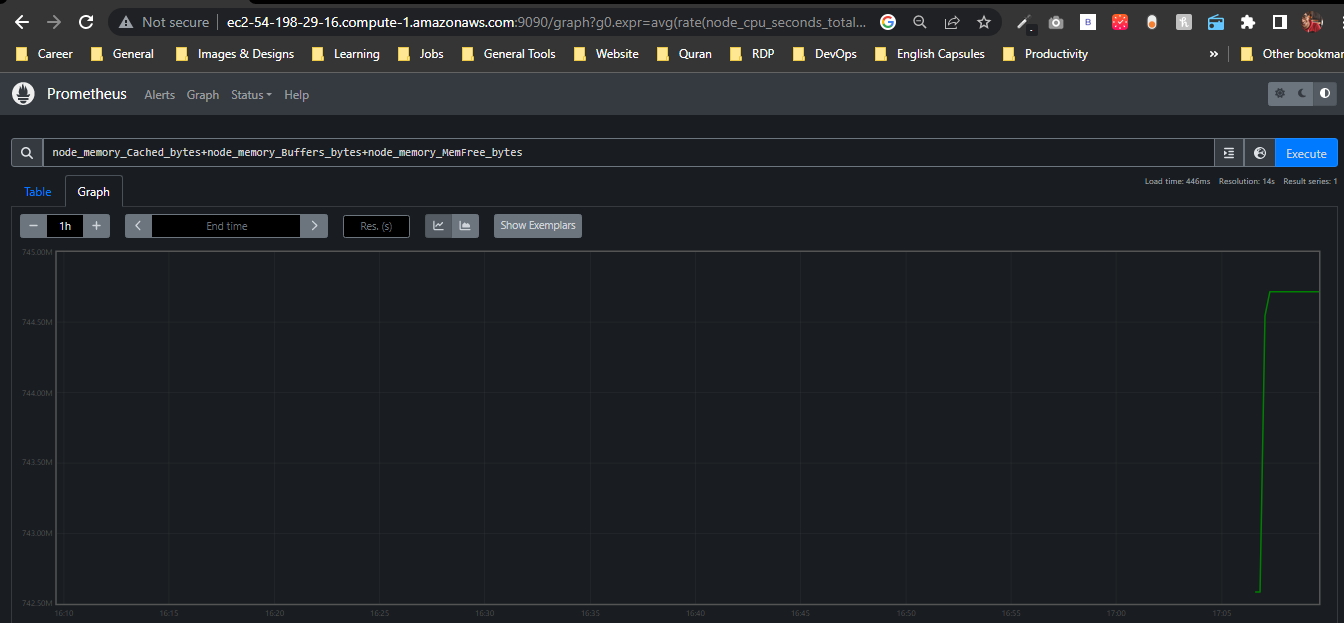 Not secure | ec2-54-198-29-16.compute-1.amazonaws.com:9090/graph?g0.expr=avg(rate(node_cpu_seconds_total...
Career General Images & Designs Learning Jobs General Tools Website Quran RDP DevOps English Capsules Productivity » Other bookmar
Prometheus Alerts Graph Status Help
node_memory_Cached_bytes+node_memory_Buffers_bytes+node_memory_MemFree_bytes Execute
Load time: 446ms Resolution: 14s Result series: 1
Table Graph
− 1h + End time Res. (s) Show Exemplars
745.00M
744.50M
744.00M
743.50M
743.00M
742.50M
16:10 16:15 16:20 16:25 16:30 16:35 16:40 16:45 16:50 16:55 17:00 17:05